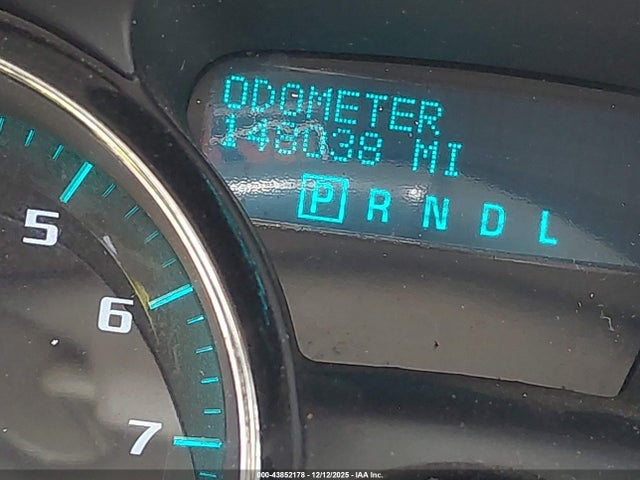 ODOMETER
148038 MI
P R N D L
5
6
7
000-43852178 - 12/12/2025 - IAA Inc.